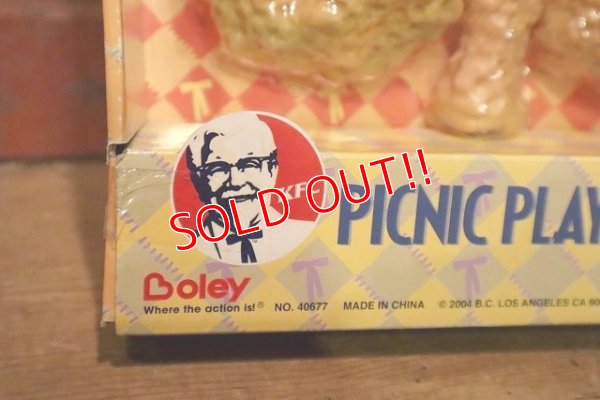 KFC
SOLD OUT!!
PICNIC PLAY
Boley
Where the action is!® NO. 40677 MADE IN CHINA © 2004 B.C. LOS ANGELES CA 90